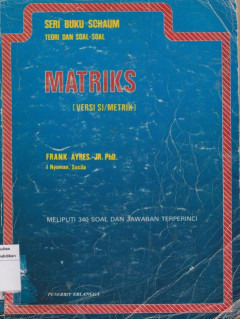 SERI BUKU SCHAUM
TEORI DAN SOAL-SOAL
MATRIKS
(VERSI SI/METRIK)
FRANK AYRES. JR. PhD.
I Nyoman. Susila
MELIPUTI 340 SOAL DAN JAWABAN TERPERINCI
PENERBIT ERLANGGA